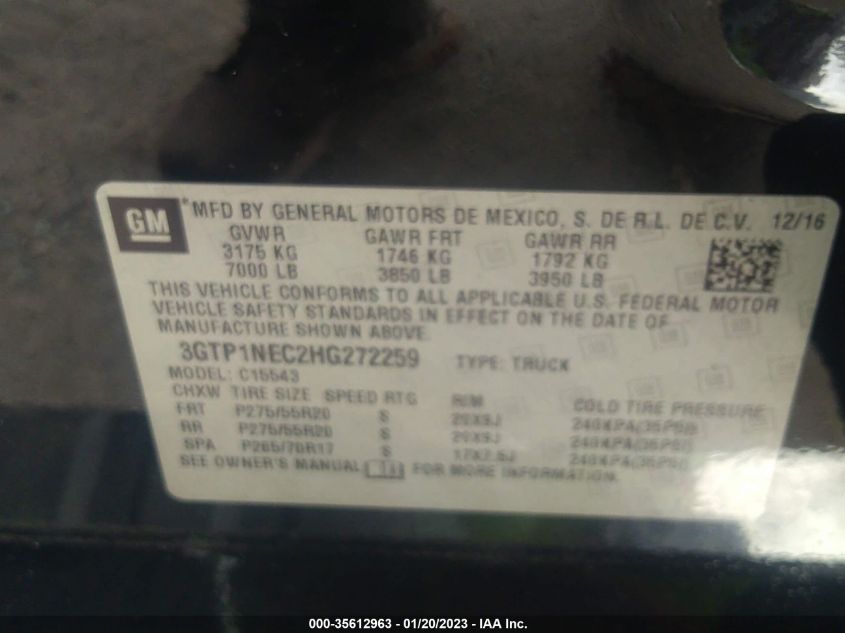 GM *MFD BY GENERAL MOTORS DE MEXICO, S. DE R.L. DE C.V. 12/16
GVWR GAWR FRT GAWR RR
3175 KG 1746 KG 1792 KG
7000 LB 3850 LB 3950 LB
THIS VEHICLE CONFORMS TO ALL APPLICABLE U.S. FEDERAL MOTOR
VEHICLE SAFETY STANDARDS IN EFFECT ON THE DATE OF
MANUFACTURE SHOWN ABOVE.
3GTP1NEC2HG272259 TYPE: TRUCK
MODEL: C15543
CHXW TIRE SIZE SPEED RTG RIM COLD TIRE PRESSURE
FRT P275/55R20 S 20X9J 240KPA(35PSI)
RR P275/55R20 S 20X9J 240KPA(35PSI)
SPA P265/70R17 S 17X7.5J 240KPA(35PSI)
SEE OWNER'S MANUAL FOR MORE INFORMATION.
000-35612963 / 01/20/2023 - IAA Inc.